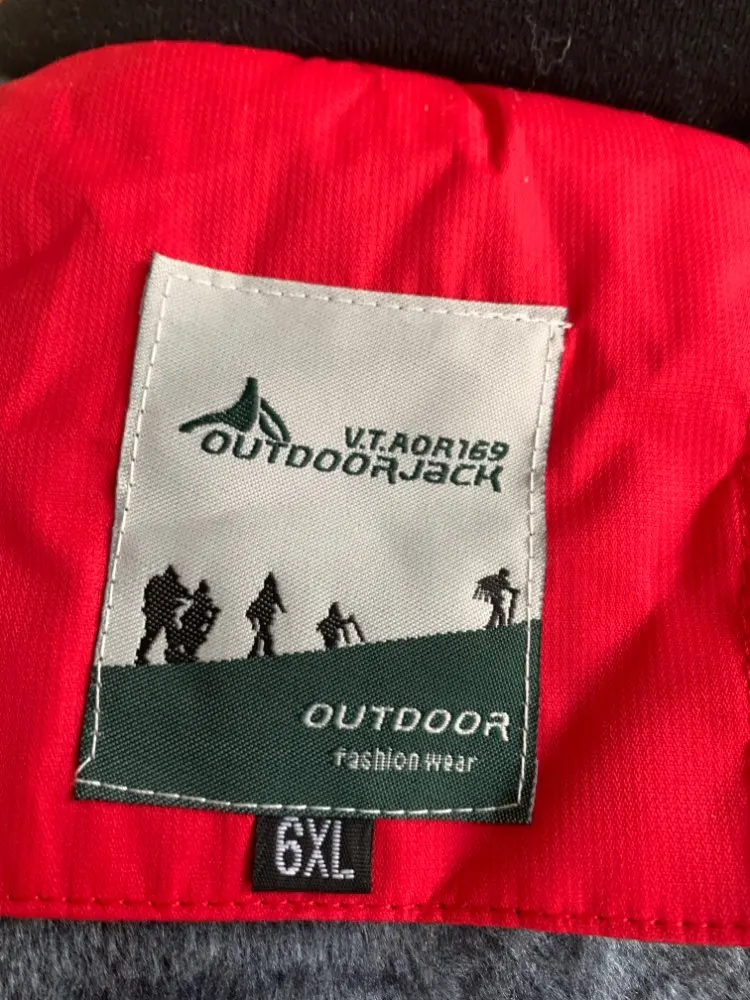 V.T.AOR169
OUTDOORJACK
OUTDOOR
fashion wear
6XL